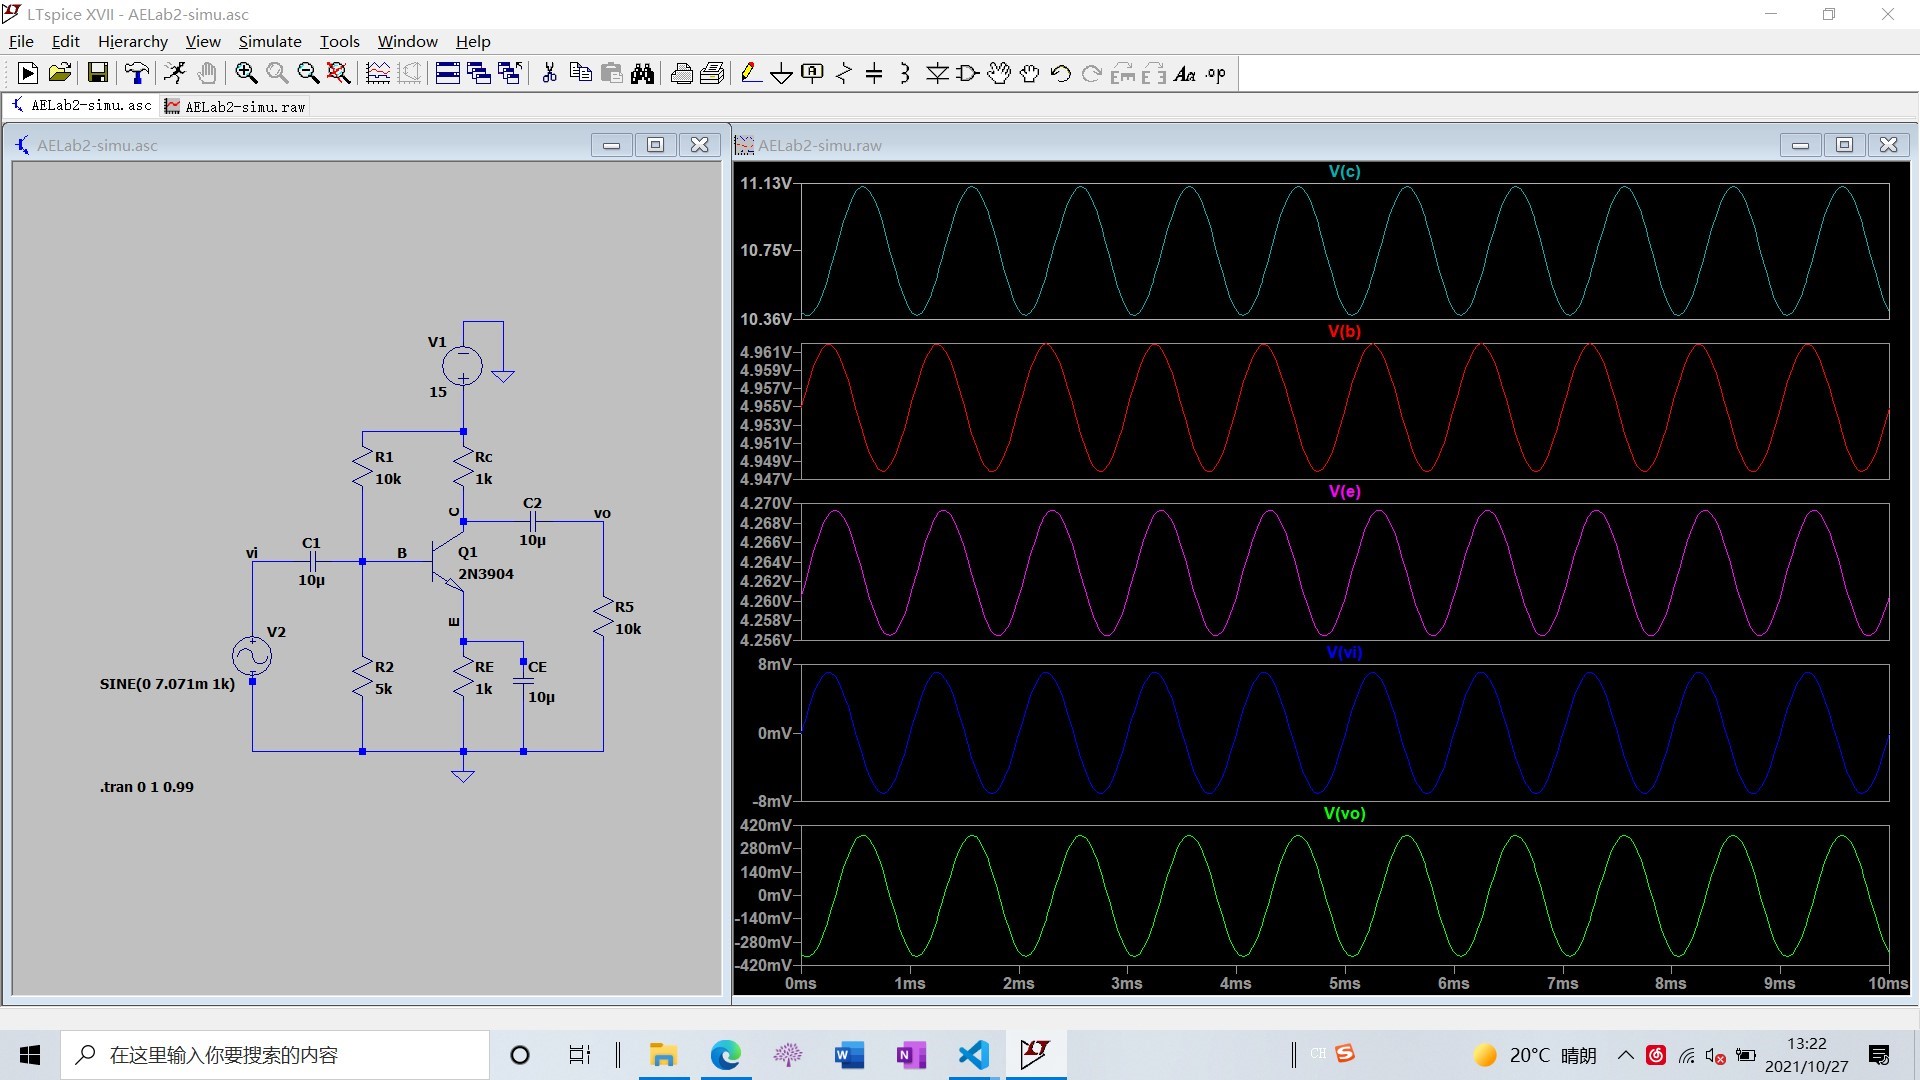 LTspice XVII - AELab2-simu.asc
File Edit Hierarchy View Simulate Tools Window Help
.op
AELab2-simu.asc AELab2-simu.raw
AELab2-simu.asc
V1
15
R1
10k
Rc
1k
C
C2
10µ
vo
vi
C1
10µ
B
Q1
2N3904
E
R5
10k
V2
SINE(0 7.071m 1k)
R2
5k
RE
1k
CE
10µ
.tran 0 1 0.99
AELab2-simu.raw
V(c)
11.13V
10.75V
10.36V
V(b)
4.961V
4.959V
4.957V
4.955V
4.953V
4.951V
4.949V
4.947V
V(e)
4.270V
4.268V
4.266V
4.264V
4.262V
4.260V
4.258V
4.256V
V(vi)
8mV
0mV
-8mV
V(vo)
420mV
280mV
140mV
0mV
-140mV
-280mV
-420mV
0ms 1ms 2ms 3ms 4ms 5ms 6ms 7ms 8ms 9ms 10ms
在这里输入你要搜索的内容
CH
20°C 晴朗
13:22
2021/10/27